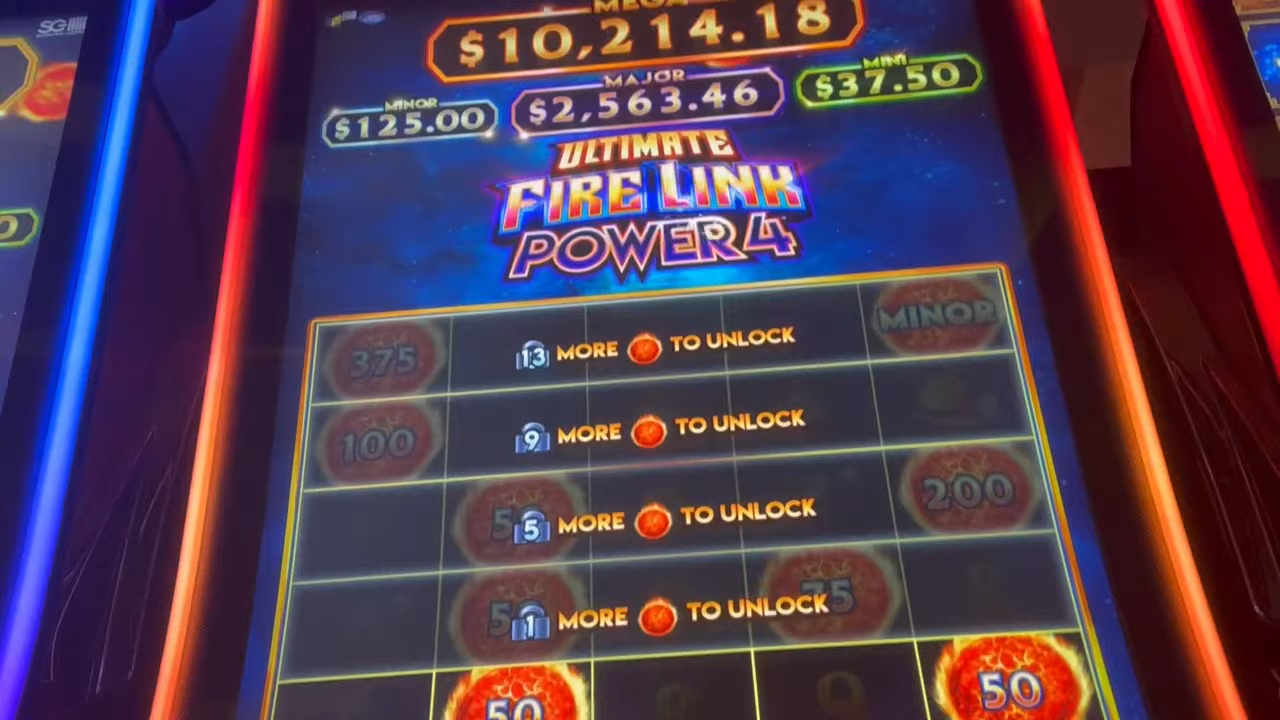 SG
MEGA
$10,214.18
MINOR
$125.00
MAJOR
$2,563.46
MINI
$37.50
ULTIMATE
FIRE LINK
POWER 4
375
13 MORE TO UNLOCK
MINOR
100
9 MORE TO UNLOCK
5 MORE TO UNLOCK
200
1 MORE TO UNLOCK
75
50
50